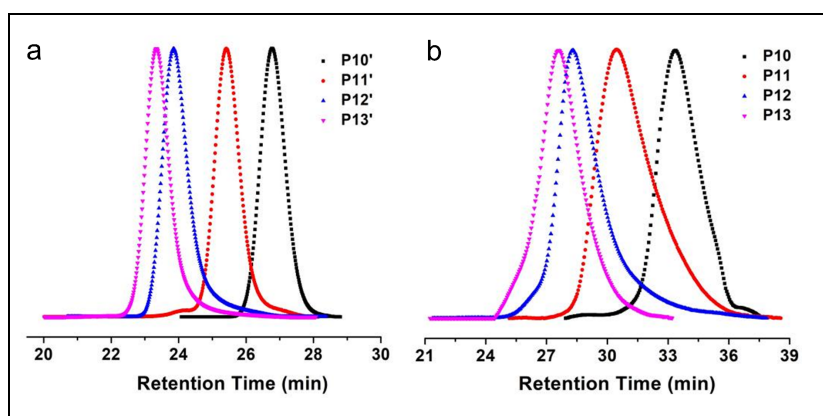 a
P10'
P11'
P12'
P13'
20 22 24 26 28 30
Retention Time (min)
b
P10
P11
P12
P13
21 24 27 30 33 36 39
Retention Time (min)